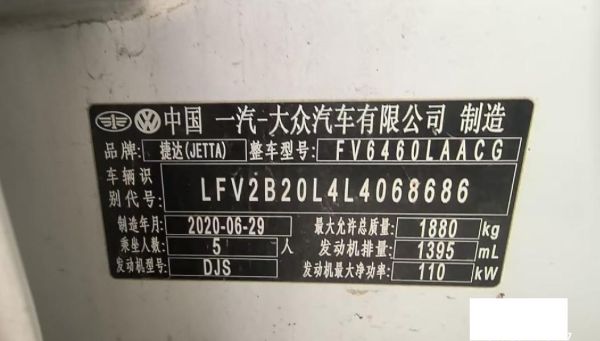 中国 一汽-大众汽车有限公司 制造
品牌: 捷达(JETTA) 整车型号: FV6460LAACG
车辆识别代号: LFV2B20L4L4068686
制造年月: 2020-06-29 最大允许总质量: 1880 kg
乘坐人数: 5 人 发动机排量: 1395 mL
发动机型号: DJS 发动机最大净功率: 110 kW